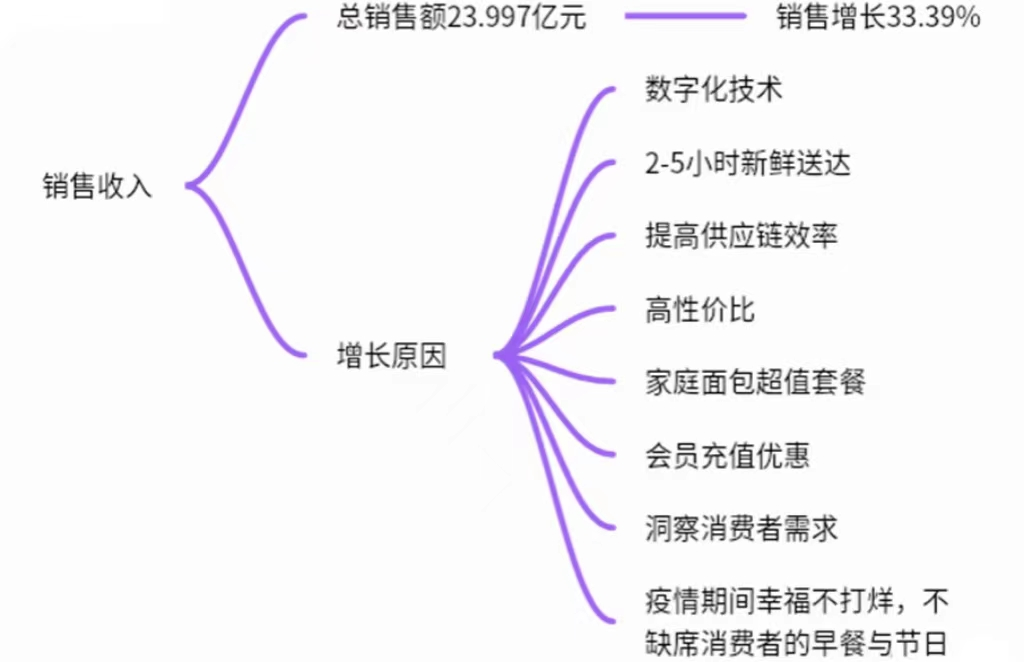 总销售额23.997亿元
销售增长33.39%
数字化技术
2-5小时新鲜送达
销售收入
提高供应链效率
高性价比
增长原因
家庭面包超值套餐
会员充值优惠
洞察消费者需求
疫情期间幸福不打烊，不
缺席消费者的早餐与节日